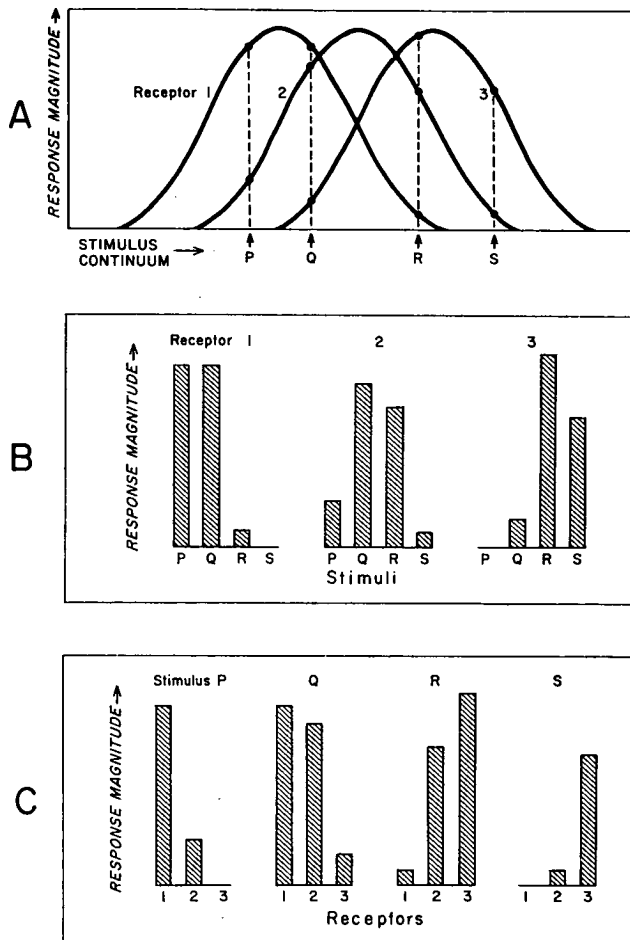 A
RESPONSE MAGNITUDE →
Receptor 1 2 3
STIMULUS CONTINUUM →
P Q R S
B
RESPONSE MAGNITUDE →
Receptor 1 2 3
P Q R S P Q R S P Q R S
Stimuli
C
RESPONSE MAGNITUDE →
Stimulus P Q R S
1 2 3 1 2 3 1 2 3 1 2 3
Receptors